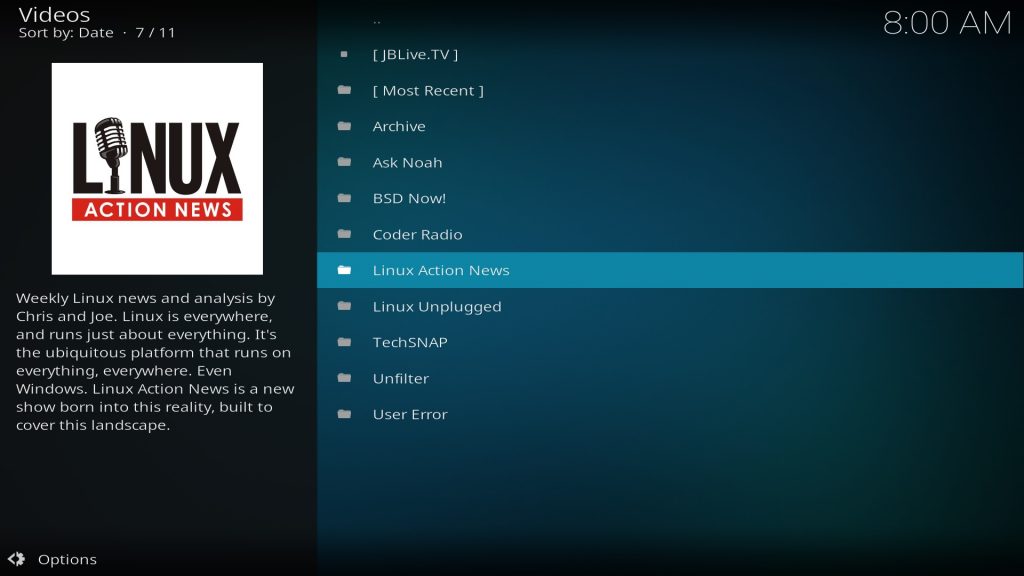 Videos
Sort by: Date · 7 / 11
8:00 AM
LINUX
ACTION NEWS
Weekly Linux news and analysis by
Chris and Joe. Linux is everywhere,
and runs just about everything. It's
the ubiquitous platform that runs on
everything, everywhere. Even
Windows. Linux Action News is a new
show born into this reality, built to
cover this landscape.
..
[ JBLive.TV ]
[ Most Recent ]
Archive
Ask Noah
BSD Now!
Coder Radio
Linux Action News
Linux Unplugged
TechSNAP
Unfilter
User Error
Options